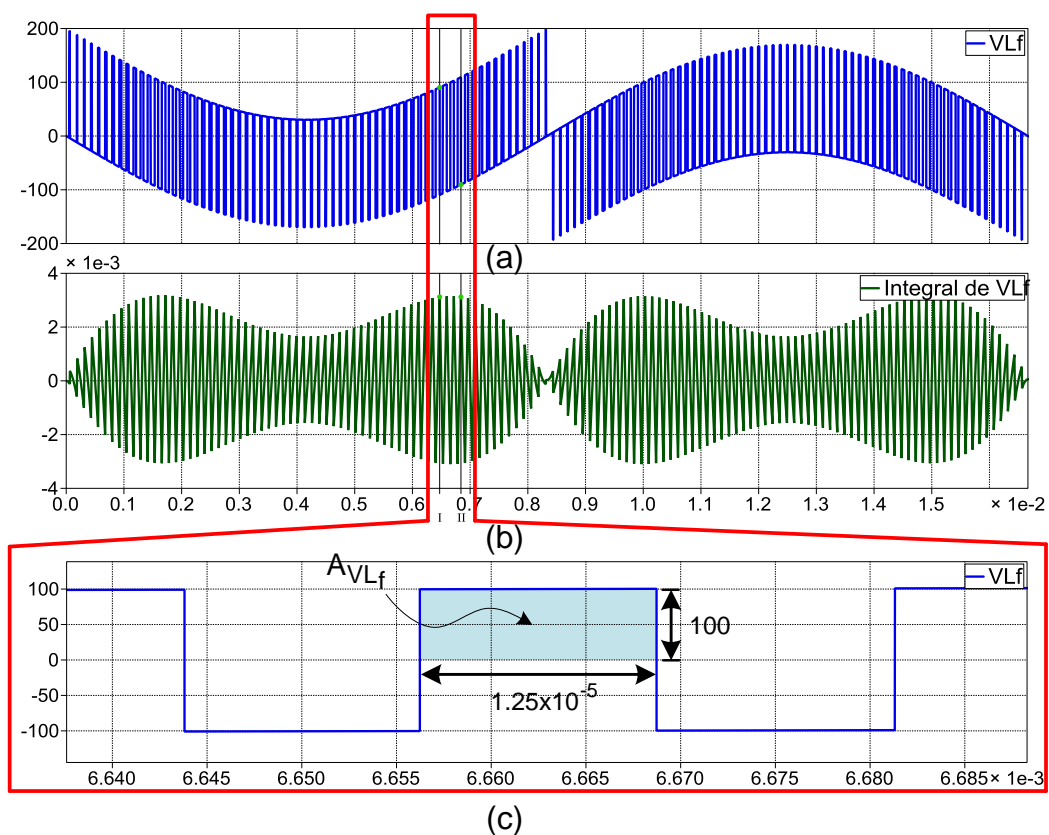 200
VLf
100
0
-100
-200
(a)
× 1e-3
4
Integral de VLf
2
0
-2
-4
0.0 0.1 0.2 0.3 0.4 0.5 0.6 0.7 0.8 0.9 1.0 1.1 1.2 1.3 1.4 1.5 × 1e-2
I II
(b)
VLf
A_VLf
100
50
0
-50
-100
100
1.25x10^-5
6.640 6.645 6.650 6.655 6.660 6.665 6.670 6.675 6.680 6.685 × 1e-3
(c)